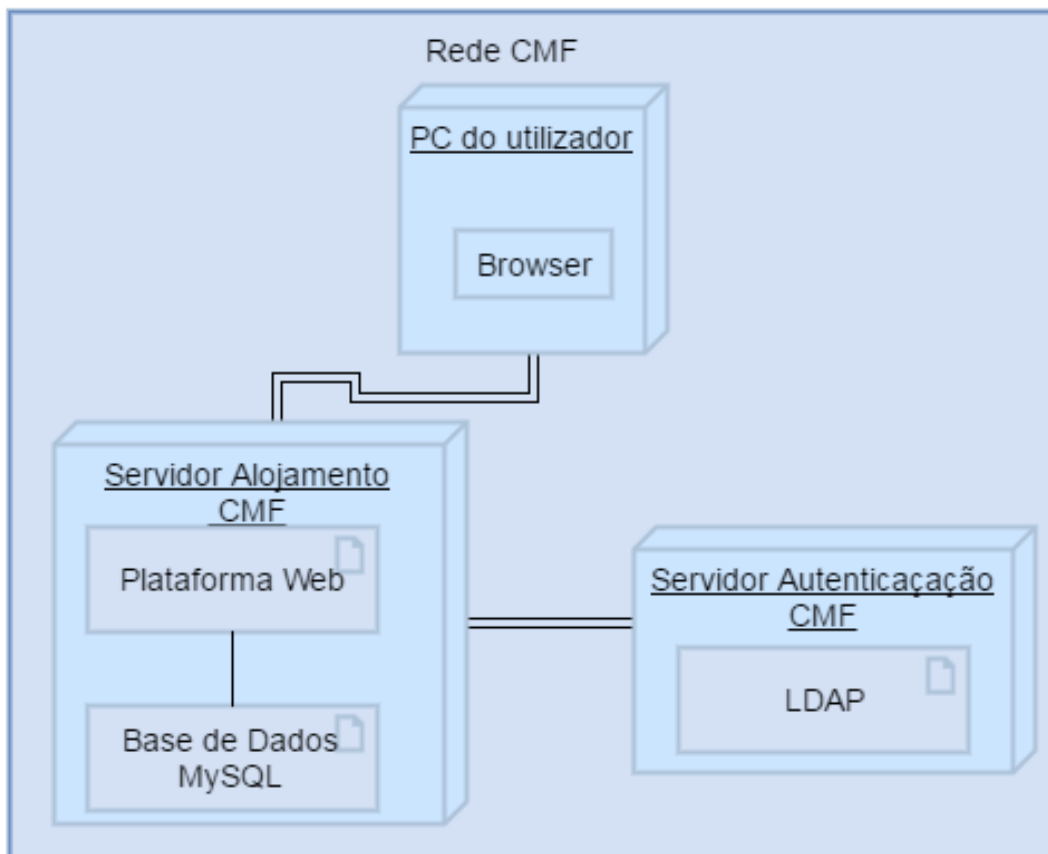 Rede CMF
PC do utilizador
Browser
Servidor Alojamento
CMF
Plataforma Web
Base de Dados
MySQL
Servidor Autenticaçação
CMF
LDAP